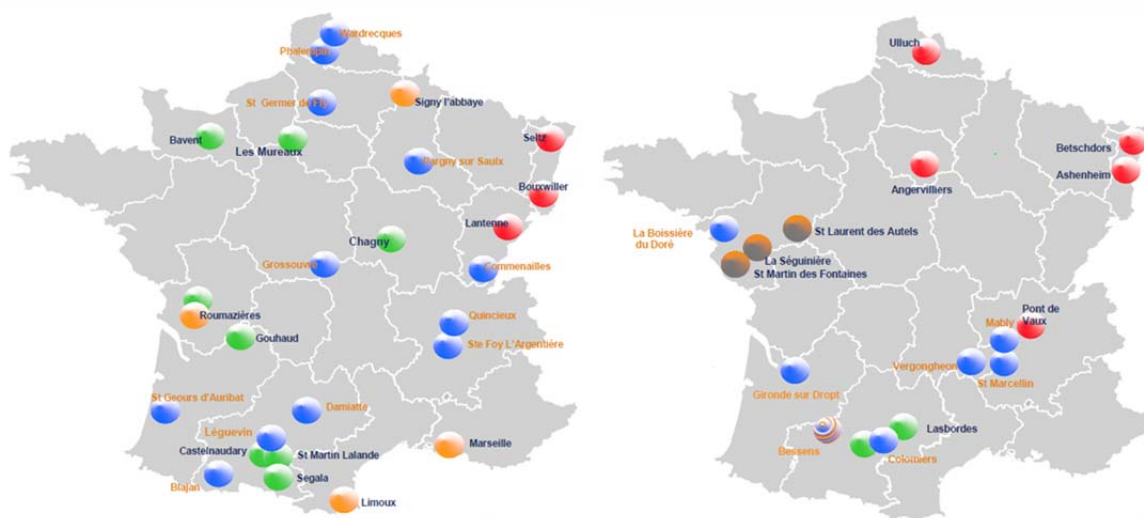 Wardrecques
Phalempin
St Germer de Fly
Signy l'abbaye
Bavent
Les Mureaux
Seltz
Pargny sur Saulx
Bouxwiller
Lantenne
Chagny
Grossouvre
Commenailles
Roumazières
Quincieux
Gouhaud
Ste Foy L'Argentière
St Geours d'Auribat
Damiatte
Léguevin
Castelnaudary
St Martin Lalande
Marseille
Blajan
Segala
Limoux
Ulluch
Betschdors
Ashenheim
Angervilliers
La Boissière
du Doré
St Laurent des Autels
La Séguinière
St Martin des Fontaines
Pont de
Vaux
Mably
Vergongheon
St Marcellin
Gironde sur Dropt
Lasbordes
Bessens
Colomiers